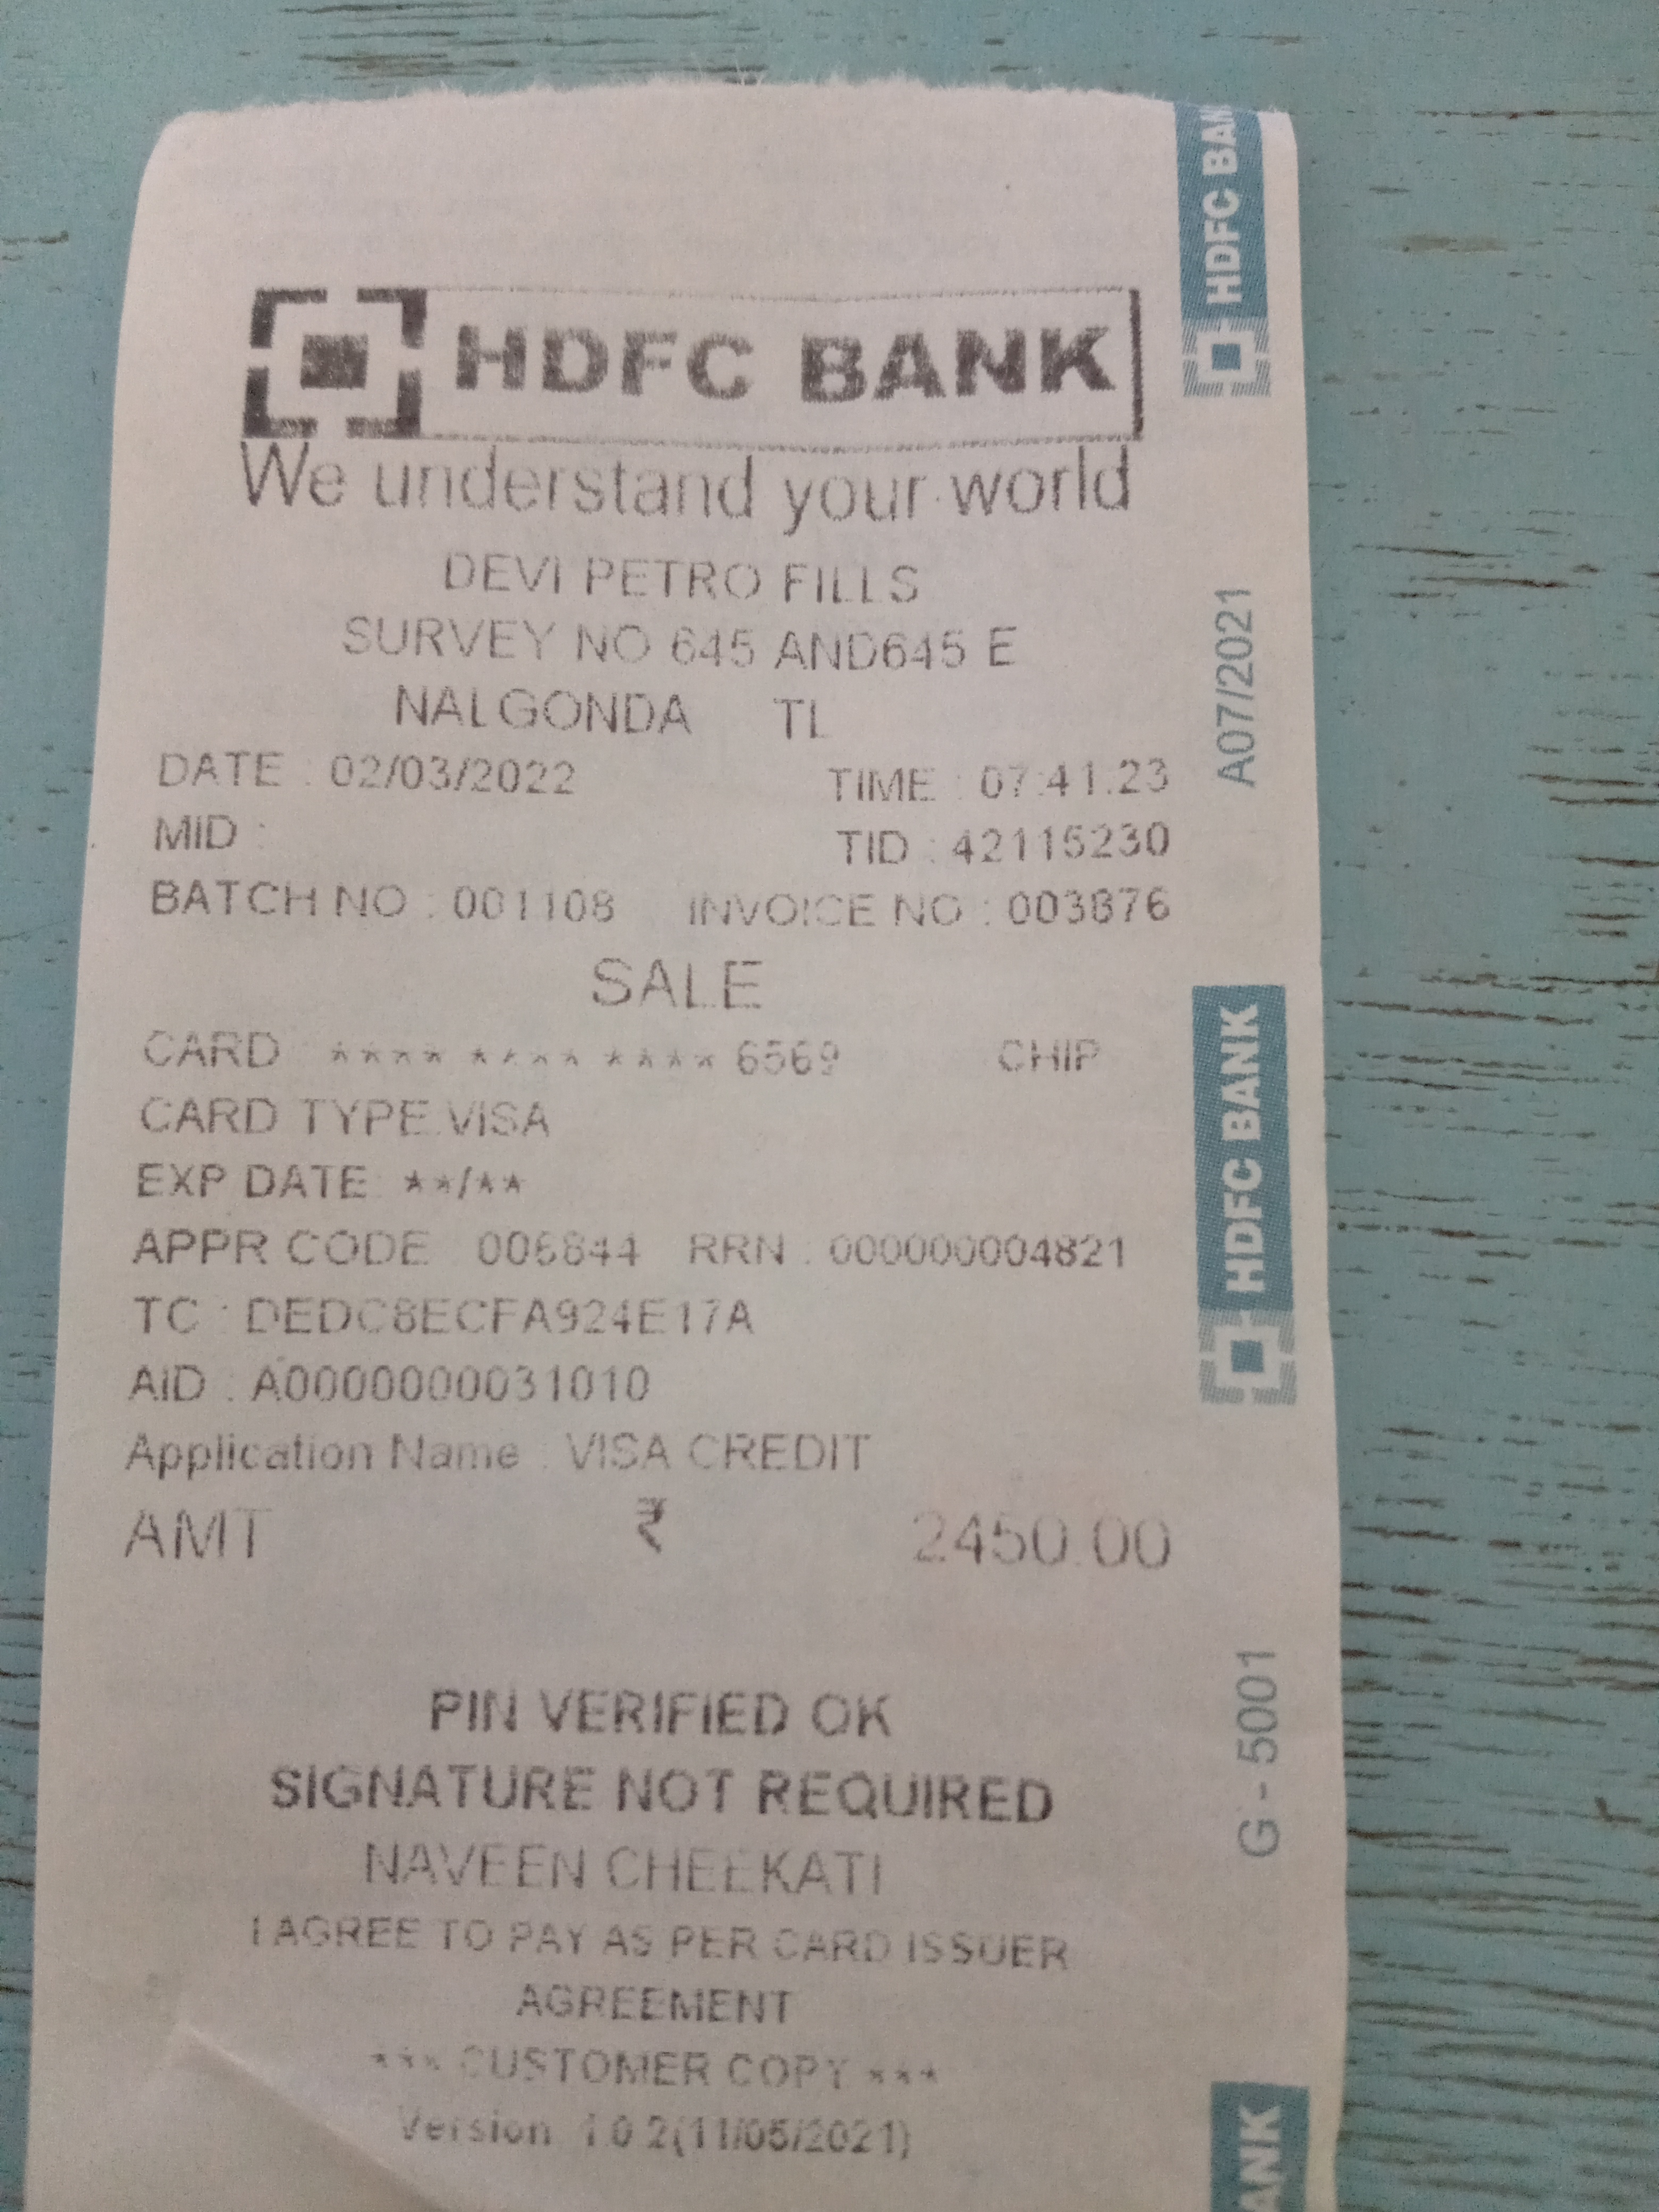 HDFC BANK
We understand your world
DEVI PETRO FILLS
SURVEY NO 645 AND645 E
NALGONDA TL
DATE : 02/03/2022 TIME : 07:41:23
MID : TID : 42115230
BATCH NO : 001108 INVOICE NO : 003876
SALE
CARD **** **** **** 6569 CHIP
CARD TYPE VISA
EXP DATE **/**
APPR CODE 006844 RRN : 000000004821
TC : DEDC8ECFA924E17A
AID : A0000000031010
Application Name : VISA CREDIT
AMT ₹ 2450.00
PIN VERIFIED OK
SIGNATURE NOT REQUIRED
NAVEEN CHEEKATI
I AGREE TO PAY AS PER CARD ISSUER
AGREEMENT
*** CUSTOMER COPY ***
Version 1.0.2(11/05/2021)
HDFC BANK
A07/2021
HDFC BANK
G - 5001
ANK